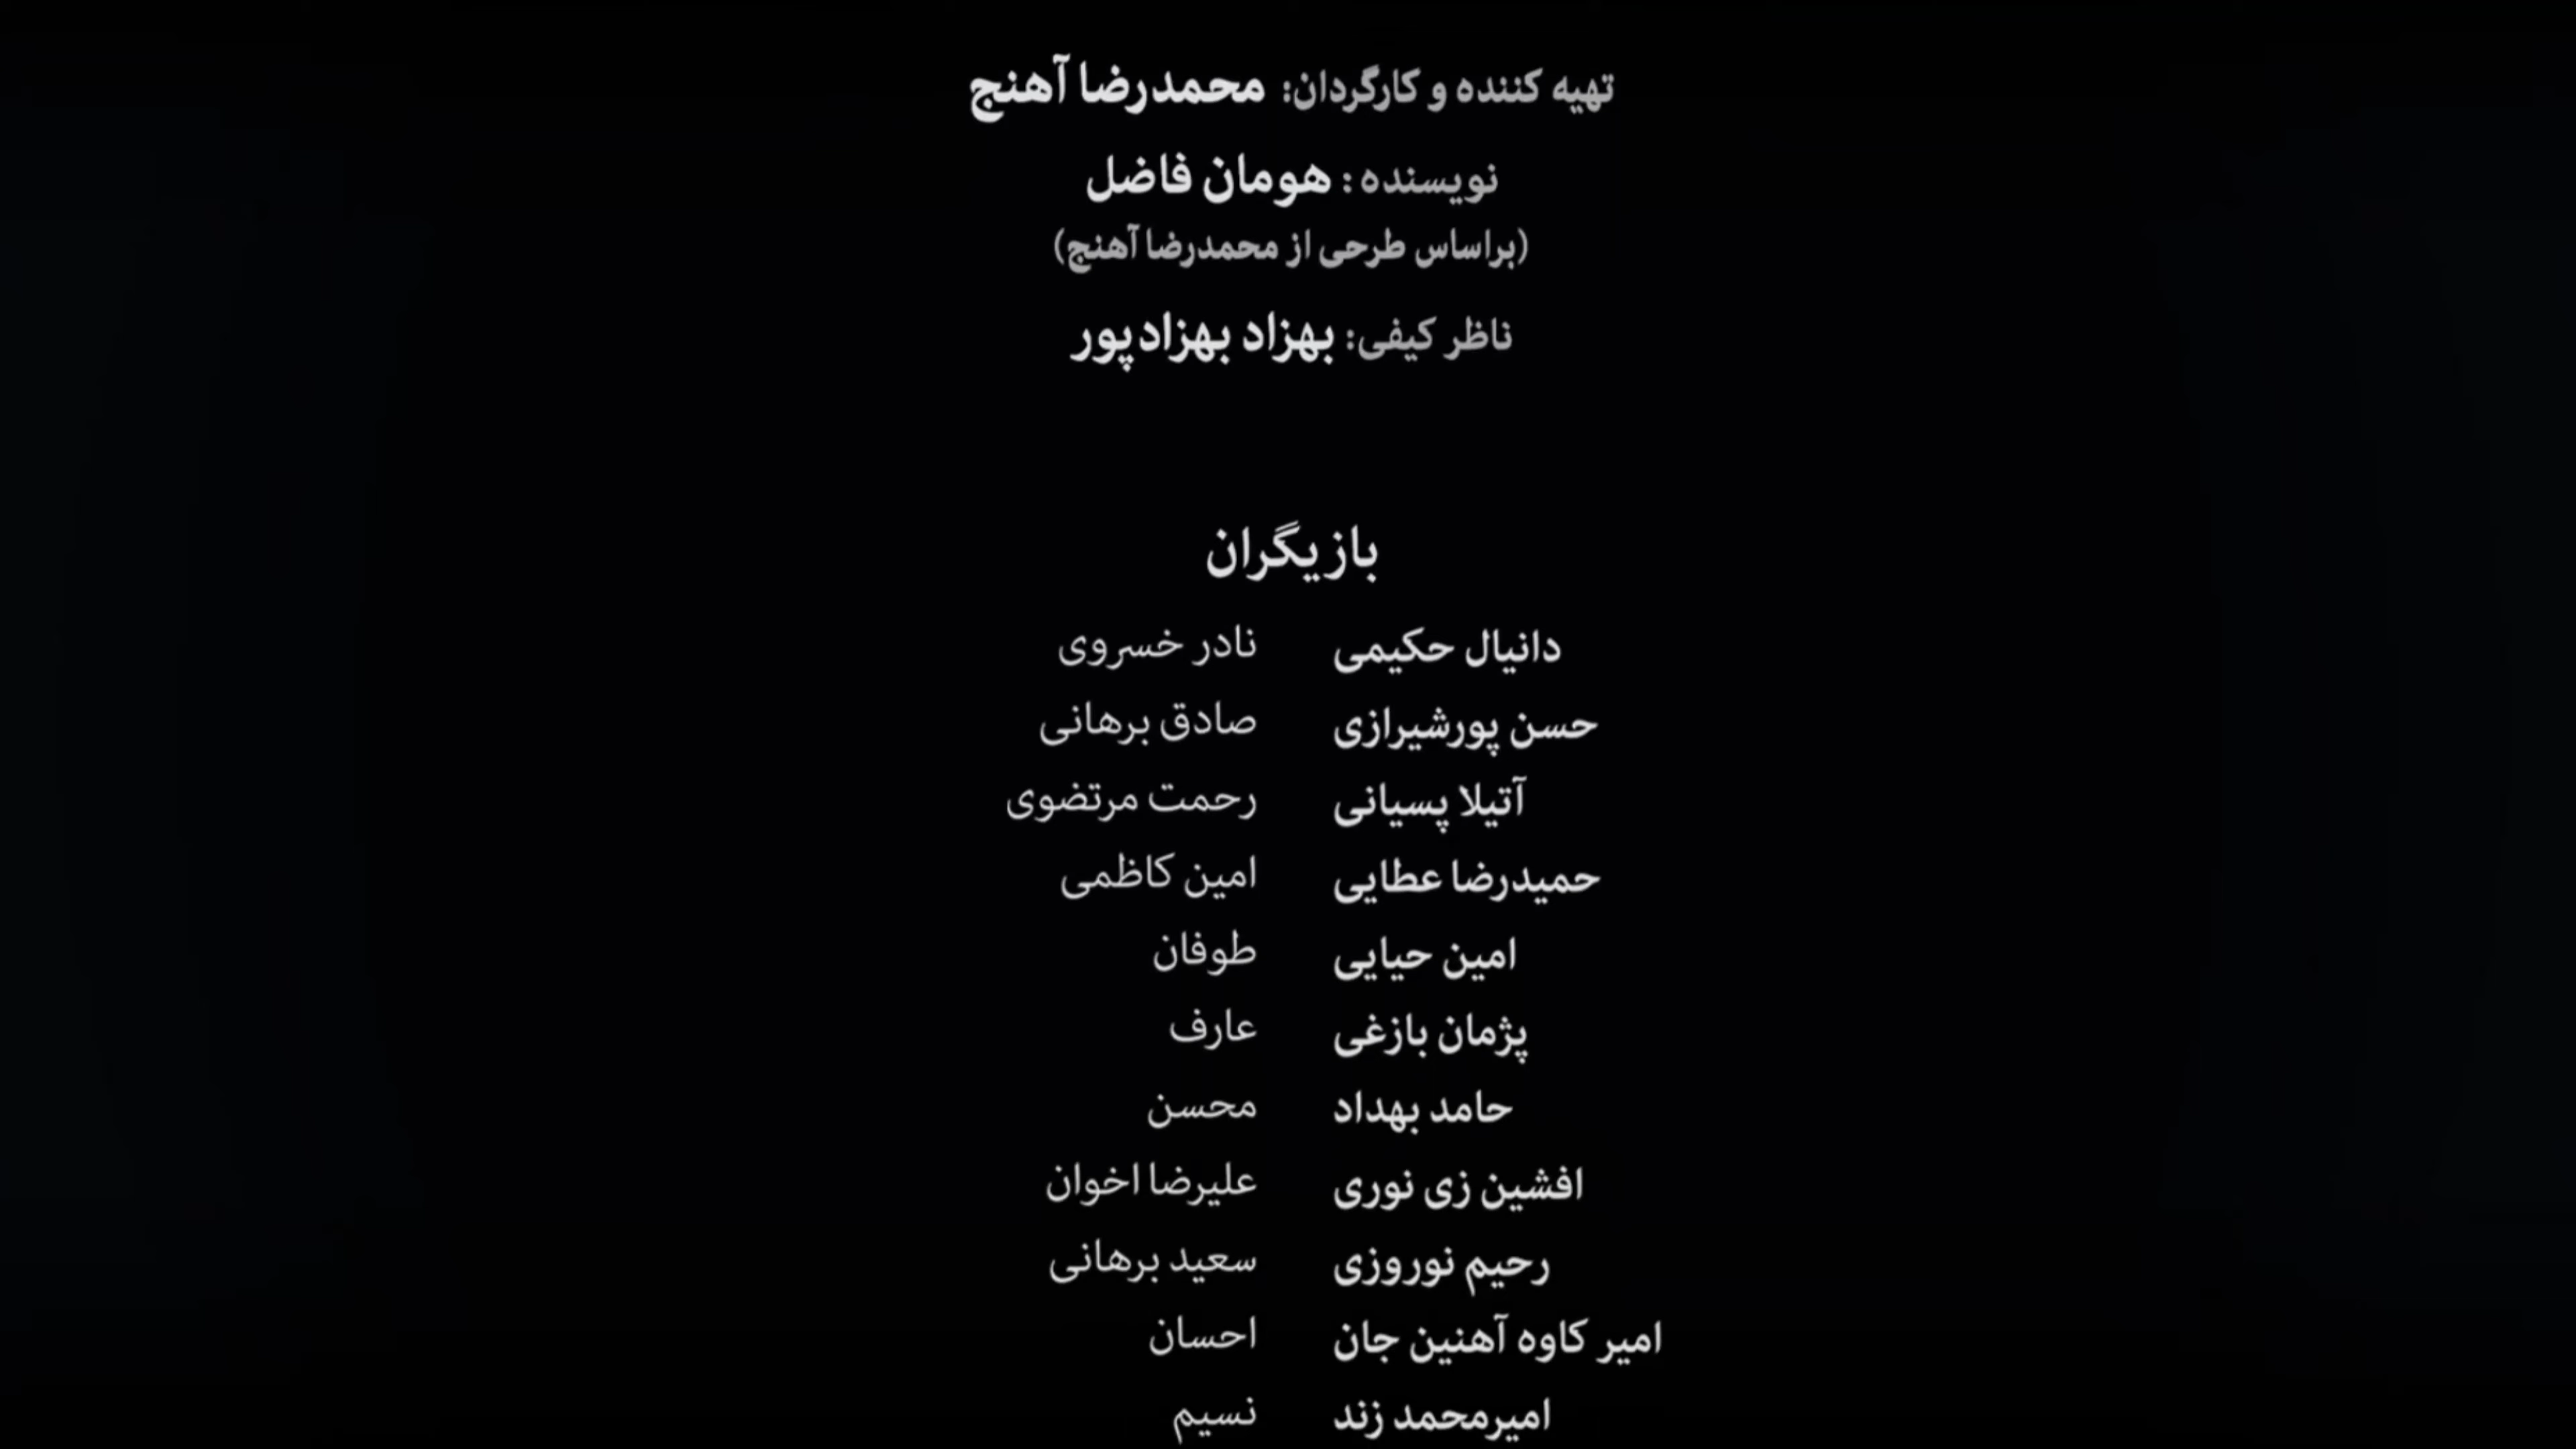 تهیه کننده و کارگردان: محمدرضا آهنج
نویسنده : هومان فاضل
(براساس طرحی از محمدرضا آهنج)
ناظر کیفی: بهزاد بهزادپور
بازیگران
دانیال حکیمی نادر خسروی
حسن پورشیرازی صادق برهانی
آتیلا پسیانی رحمت مرتضوی
حمیدرضا عطایی امین کاظمی
امین حیایی طوفان
پژمان بازغی عارف
حامد بهداد محسن
افشین زی نوری علیرضا اخوان
رحیم نوروزی سعید برهانی
امیر کاوه آهنین جان احسان
امیرمحمد زند نسیم